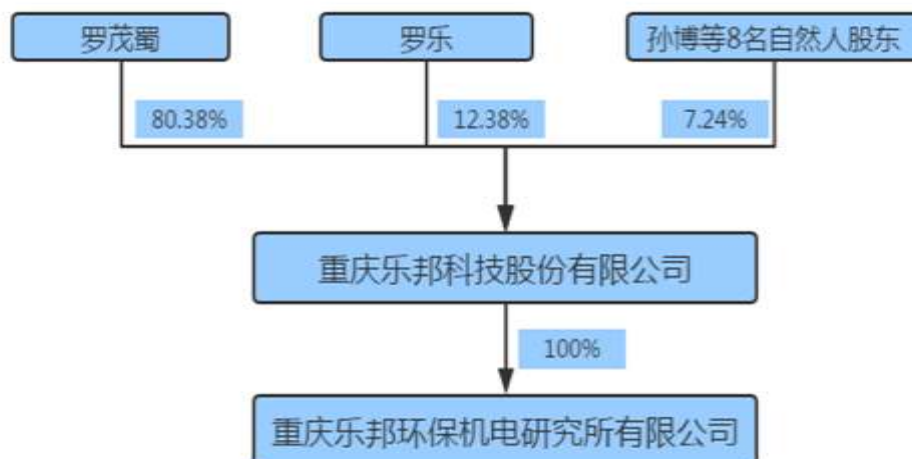 罗茂蜀
罗乐
孙博等8名自然人股东
80.38%
12.38%
7.24%
重庆乐邦科技股份有限公司
100%
重庆乐邦环保机电研究所有限公司